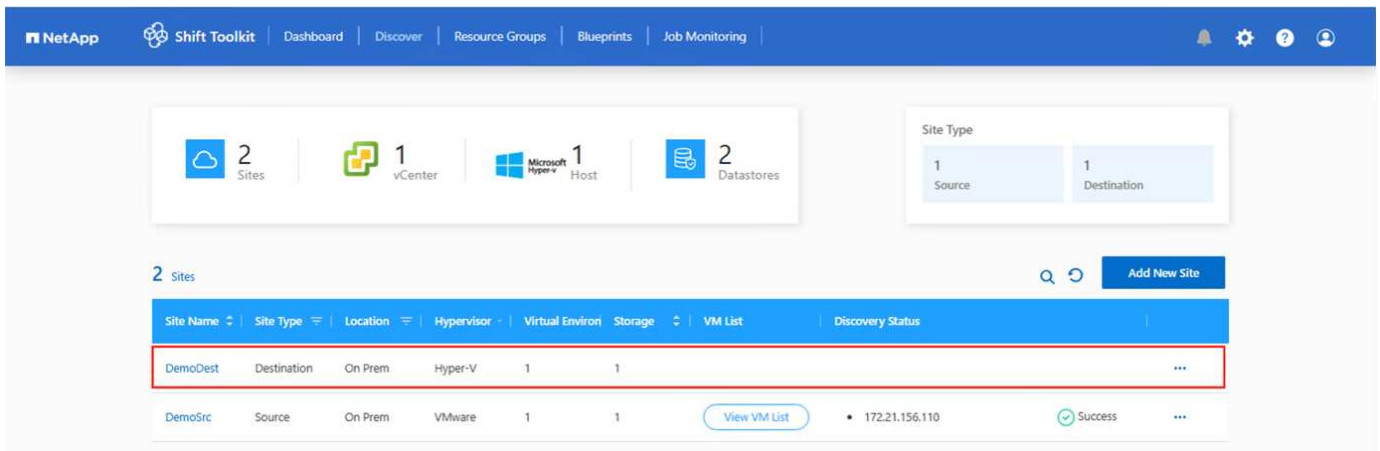 NetApp Shift Toolkit Dashboard Discover Resource Groups Blueprints Job Monitoring
2 Sites
1 vCenter
Microsoft Hyper-V 1 Host
2 Datastores
Site Type
1 Source
1 Destination
2 Sites
Add New Site
Site Name Site Type Location Hypervisor Virtual Environ Storage VM List Discovery Status
DemoDest Destination On Prem Hyper-V 1 1 ...
DemoSrc Source On Prem VMware 1 1 View VM List • 172.21.156.110 Success ...